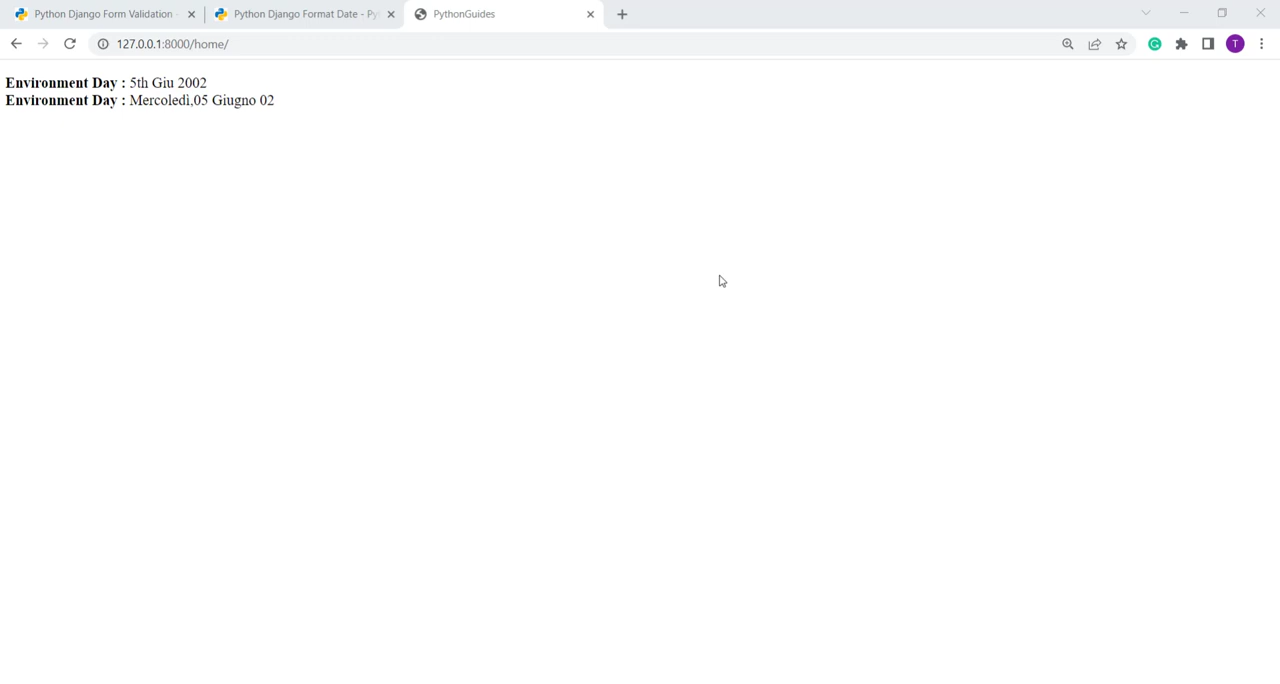 Python Django Form Validation -
Python Django Format Date - Py
PythonGuides
127.0.0.1:8000/home/
T
Environment Day : 5th Giu 2002
Environment Day : Mercoledì,05 Giugno 02